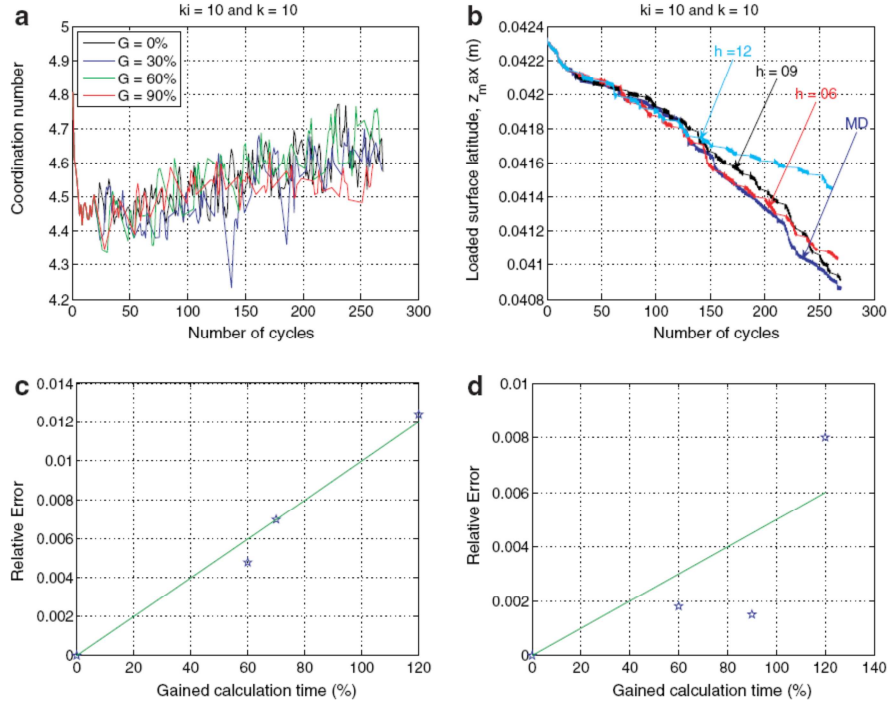 a
ki = 10 and k = 10
5
4.9
4.8
4.7
4.6
4.5
4.4
4.3
4.2
Coordination number
G = 0%
G = 30%
G = 60%
G = 90%
0 50 100 150 200 250 300
Number of cycles
b
ki = 10 and k = 10
0.0424
0.0422
0.042
0.0418
0.0416
0.0414
0.0412
0.041
0.0408
Loaded surface latitude, z_max (m)
h = 12
h = 09
h = 06
MD
0 50 100 150 200 250 300
Number of cycles
c
0.014
0.012
0.01
0.008
0.006
0.004
0.002
0
Relative Error
0 20 40 60 80 100 120
Gained calculation time (%)
d
0.01
0.008
0.006
0.004
0.002
0
Relative Error
0 20 40 60 80 100 120 140
Gained calculation time (%)